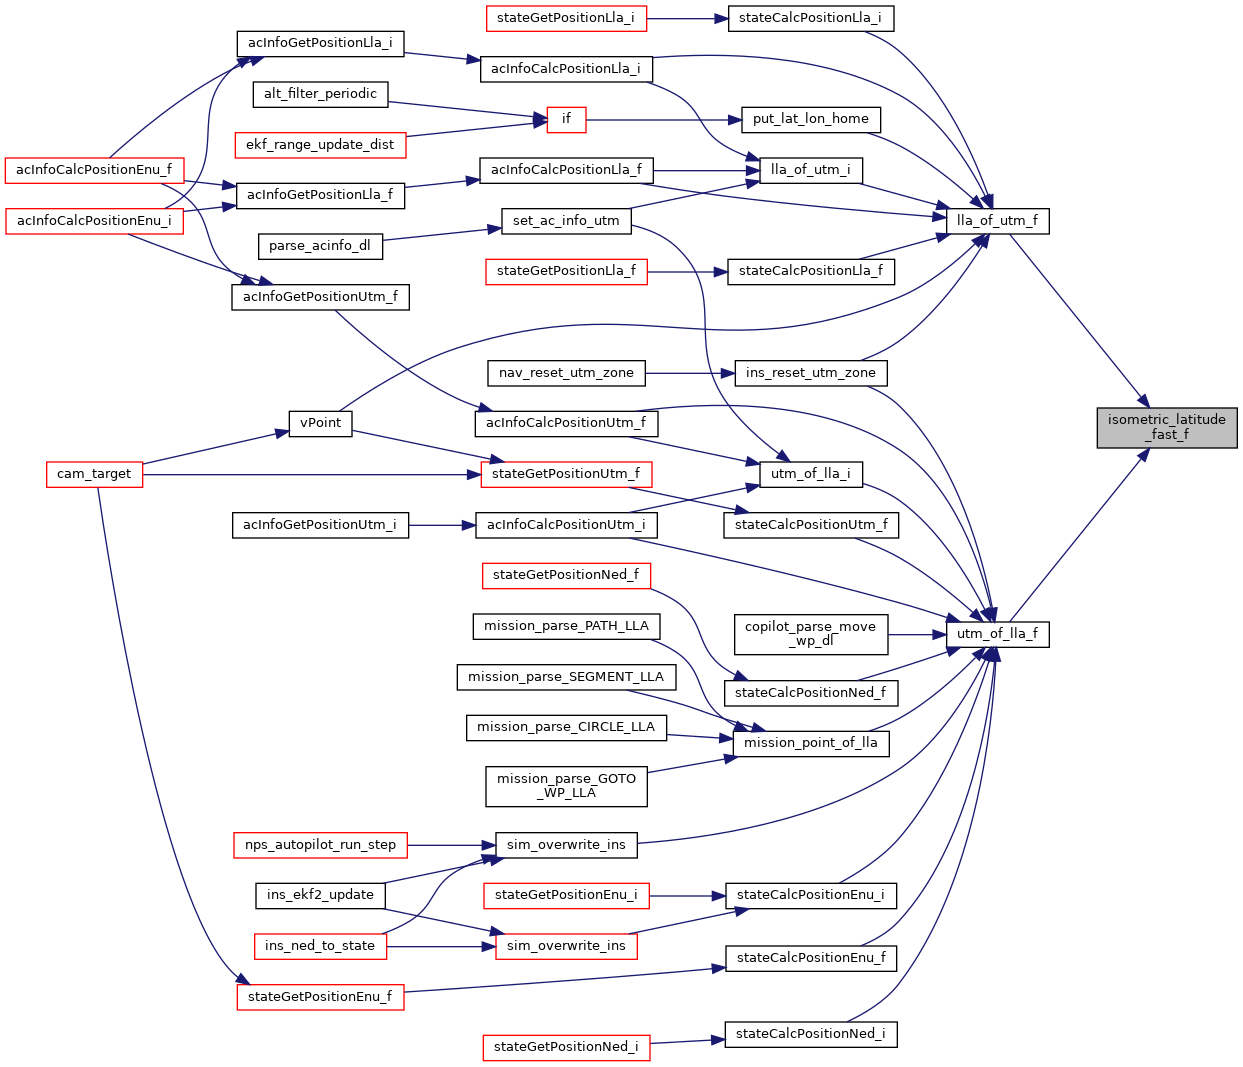 stateGetPositionLla_i
stateCalcPositionLla_i
acInfoGetPositionLla_i
acInfoCalcPositionLla_i
alt_filter_periodic
if
put_lat_lon_home
ekf_range_update_dist
acInfoCalcPositionEnu_f
acInfoCalcPositionLla_f
lla_of_utm_i
acInfoGetPositionLla_f
acInfoCalcPositionEnu_i
set_ac_info_utm
lla_of_utm_f
parse_acinfo_dl
stateGetPositionLla_f
stateCalcPositionLla_f
acInfoGetPositionUtm_f
nav_reset_utm_zone
ins_reset_utm_zone
vPoint
acInfoCalcPositionUtm_f
isometric_latitude
_fast_f
cam_target
stateGetPositionUtm_f
utm_of_lla_i
acInfoGetPositionUtm_i
acInfoCalcPositionUtm_i
stateCalcPositionUtm_f
stateGetPositionNed_f
mission_parse_PATH_LLA
copilot_parse_move
_wp_dl
utm_of_lla_f
mission_parse_SEGMENT_LLA
stateCalcPositionNed_f
mission_parse_CIRCLE_LLA
mission_point_of_lla
mission_parse_GOTO
_WP_LLA
nps_autopilot_run_step
sim_overwrite_ins
ins_ekf2_update
stateGetPositionEnu_i
stateCalcPositionEnu_i
ins_ned_to_state
sim_overwrite_ins
stateCalcPositionEnu_f
stateGetPositionEnu_f
stateGetPositionNed_i
stateCalcPositionNed_i